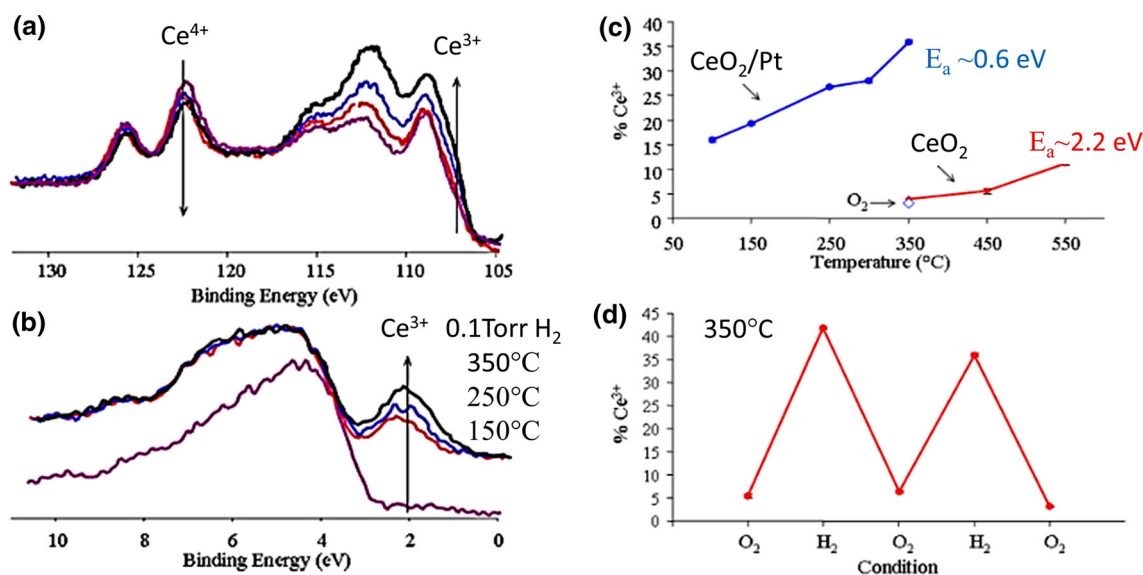 (a)
Ce⁴⁺
Ce³⁺
130 125 120 115 110 105
Binding Energy (eV)
(b)
Ce³⁺
0.1Torr H₂
350°C
250°C
150°C
10 8 6 4 2 0
Binding Energy (eV)
(c)
40
35
30
25
20
15
10
5
0
% Ce³⁺
CeO₂/Pt
Eₐ ~0.6 eV
CeO₂
Eₐ~2.2 eV
O₂
50 150 250 350 450 550
Temperature (°C)
(d)
350°C
45
40
35
30
25
20
15
10
5
0
% Ce³⁺
O₂ H₂ O₂ H₂ O₂
Condition